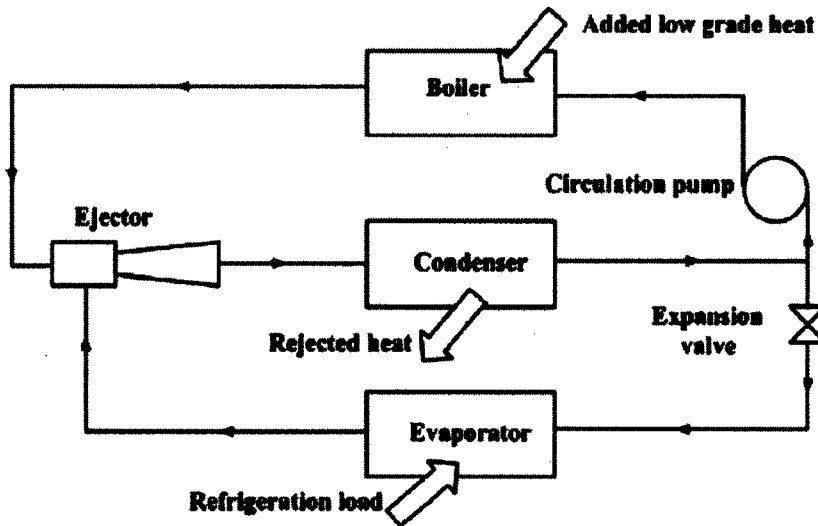 Added low grade heat
Boiler
Circulation pump
Ejector
Condenser
Expansion
valve
Rejected heat
Evaporator
Refrigeration load